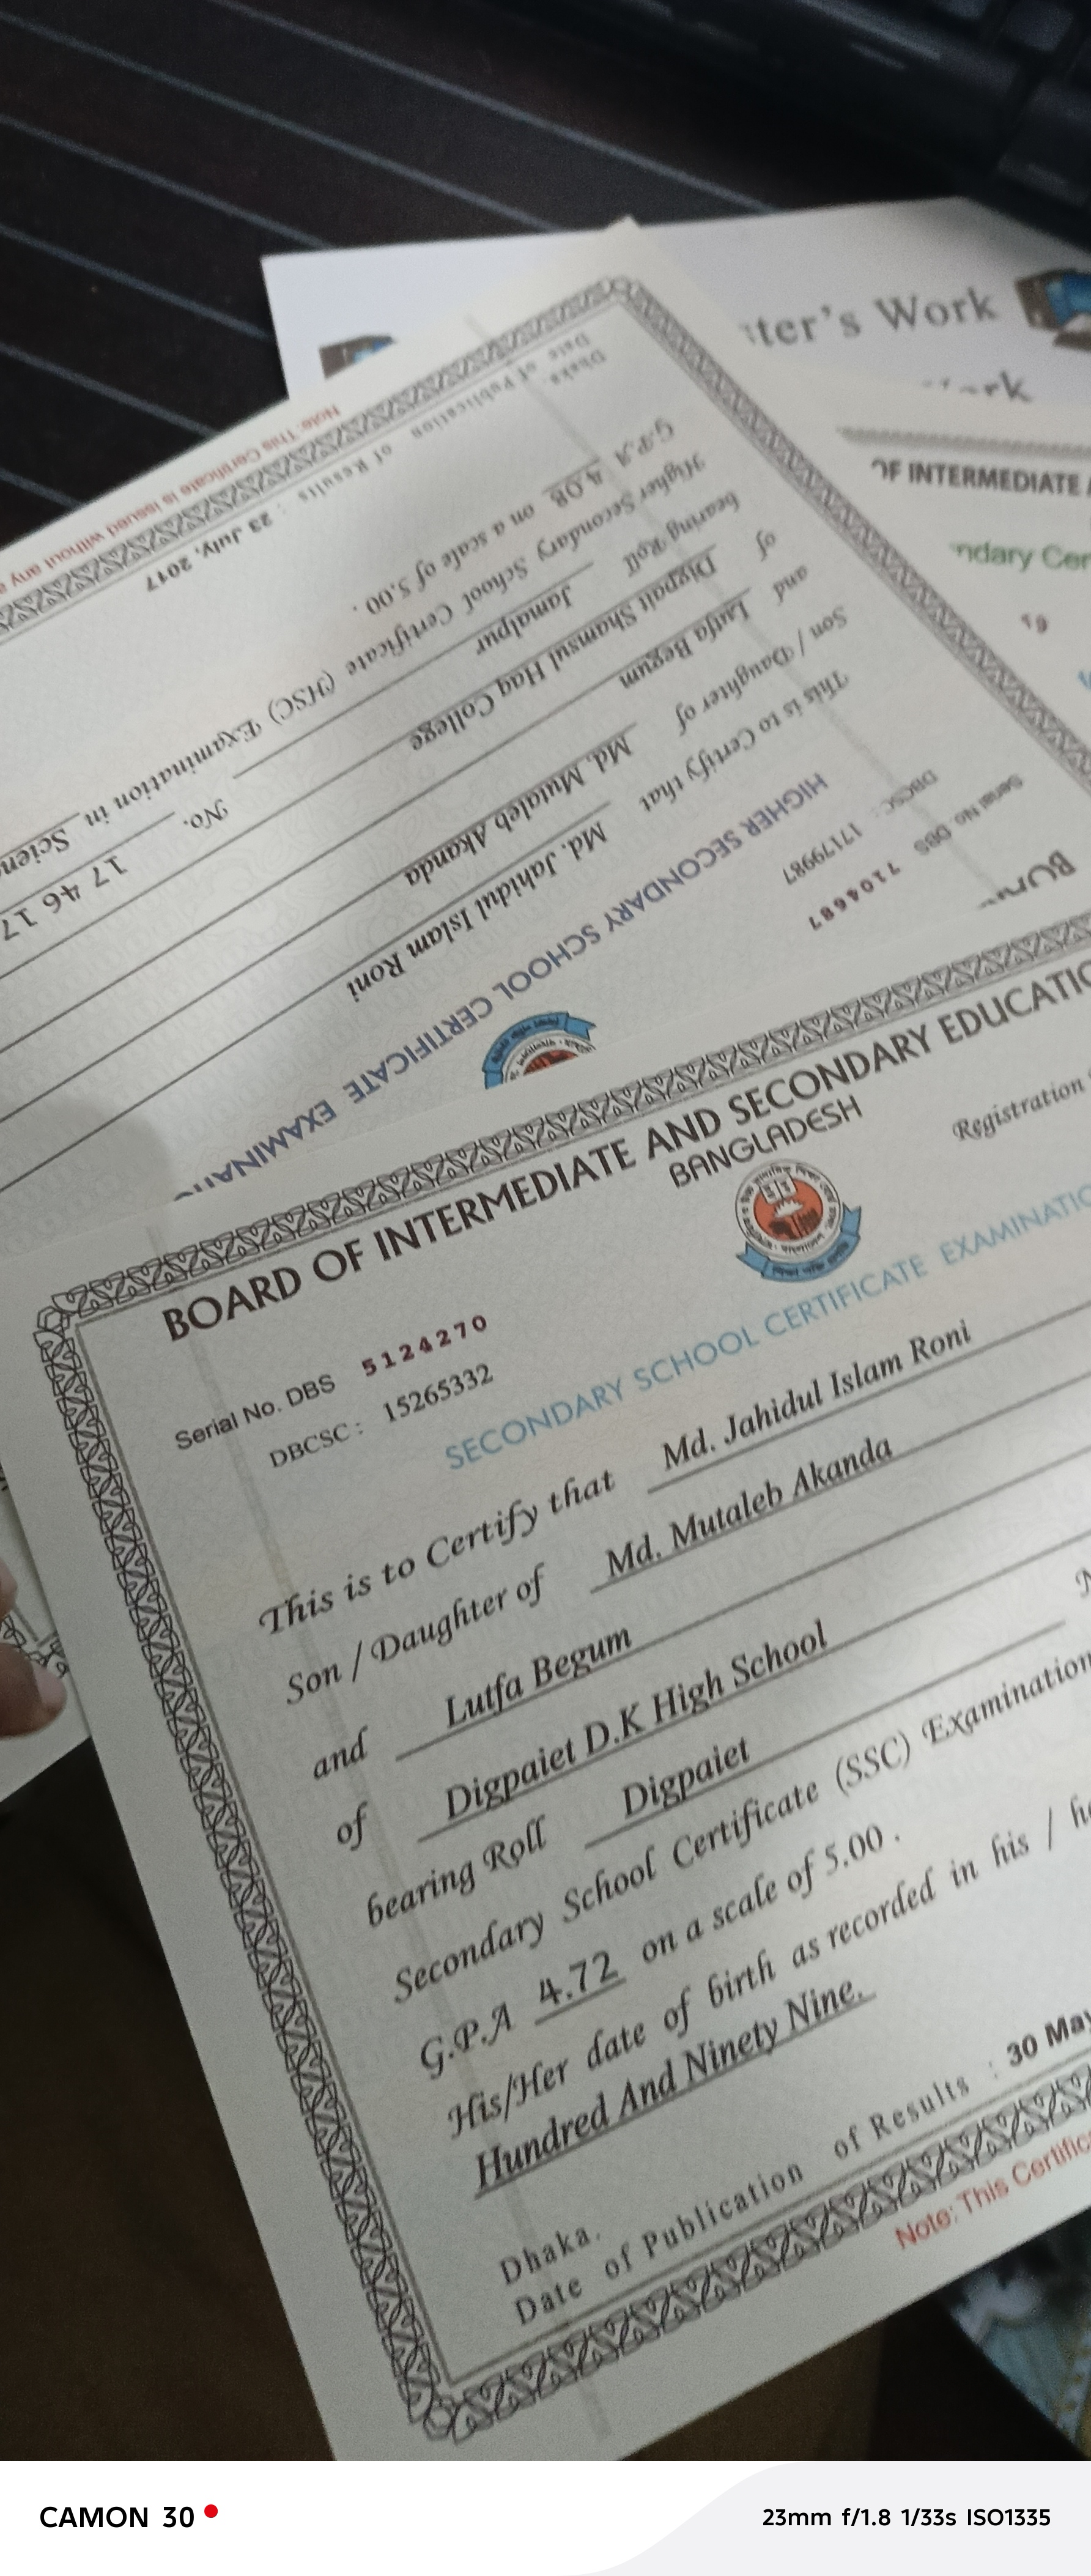 ter's Work
rk
OF INTERMEDIATE
ndary Cer
Serial No. DBS 7104687
DBCSC : 17179987
HIGHER SECONDARY SCHOOL CERTIFICATE EXAMINATI
This is to Certify that Md. Jahidul Islam Roni
Son / Daughter of Md. Mutaleb Akanda
and Lutfa Begum
of Digpait Shamsul Haq College
bearing Roll Jamalpur No. 17 46 17
Higher Secondary School Certificate (HSC) Examination in Scien
G.P.A 4.08 on a scale of 5.00 .
Dhaka
Date of Publication of Results : 23 July, 2017
Note: This Certificate is issued without any
BOARD OF INTERMEDIATE AND SECONDARY EDUCATIO
BANGLADESH
Registration
Serial No. DBS 5124270
DBCSC : 15265332
SECONDARY SCHOOL CERTIFICATE EXAMINATIO
This is to Certify that Md. Jahidul Islam Roni
Son / Daughter of Md. Mutaleb Akanda
and Lutfa Begum
of Digpaiet D.K High School
bearing Roll Digpaiet N
Secondary School Certificate (SSC) Examination
G.P.A 4.72 on a scale of 5.00 .
His/Her date of birth as recorded in his / he
Hundred And Ninety Nine.
Dhaka.
Date of Publication of Results : 30 May
Note: This Certific
CAMON 30
23mm f/1.8 1/33s ISO1335